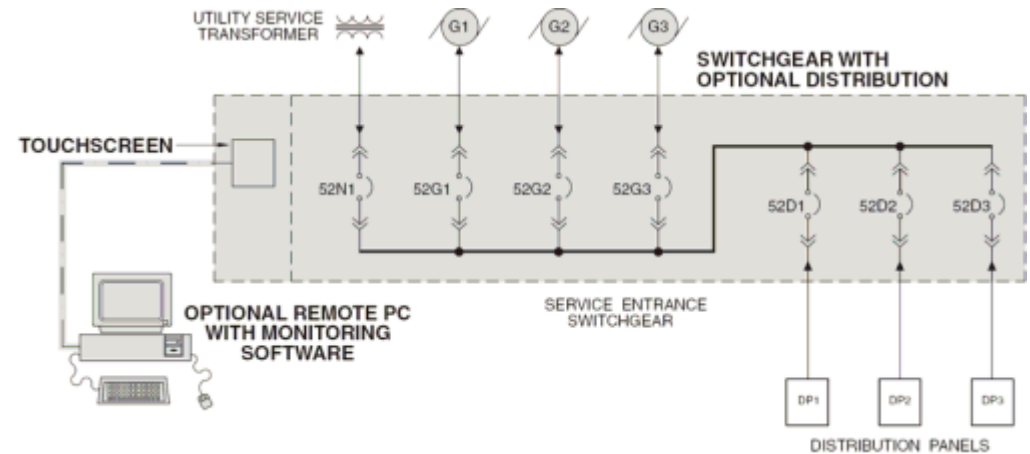 UTILITY SERVICE
TRANSFORMER
G1
G2
G3
SWITCHGEAR WITH
OPTIONAL DISTRIBUTION
TOUCHSCREEN
52N1
52G1
52G2
52G3
52D1
52D2
52D3
OPTIONAL REMOTE PC
WITH MONITORING
SOFTWARE
SERVICE ENTRANCE
SWITCHGEAR
DP1
DP2
DP3
DISTRIBUTION PANELS